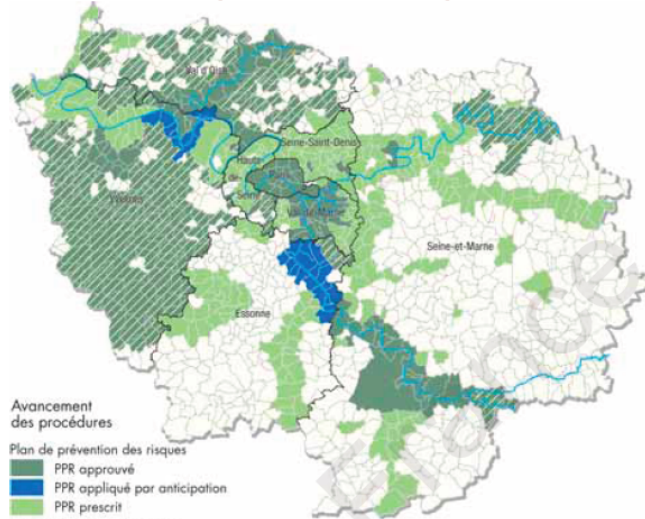 Val d'Oise
Seine-Saint-Denis
Hauts
de
Seine
Paris
Val-de-Marne
Yvelines
Seine-et-Marne
Essonne
Avancement
des procédures
Plan de prévention des risques
PPR approuvé
PPR appliqué par anticipation
PPR prescrit